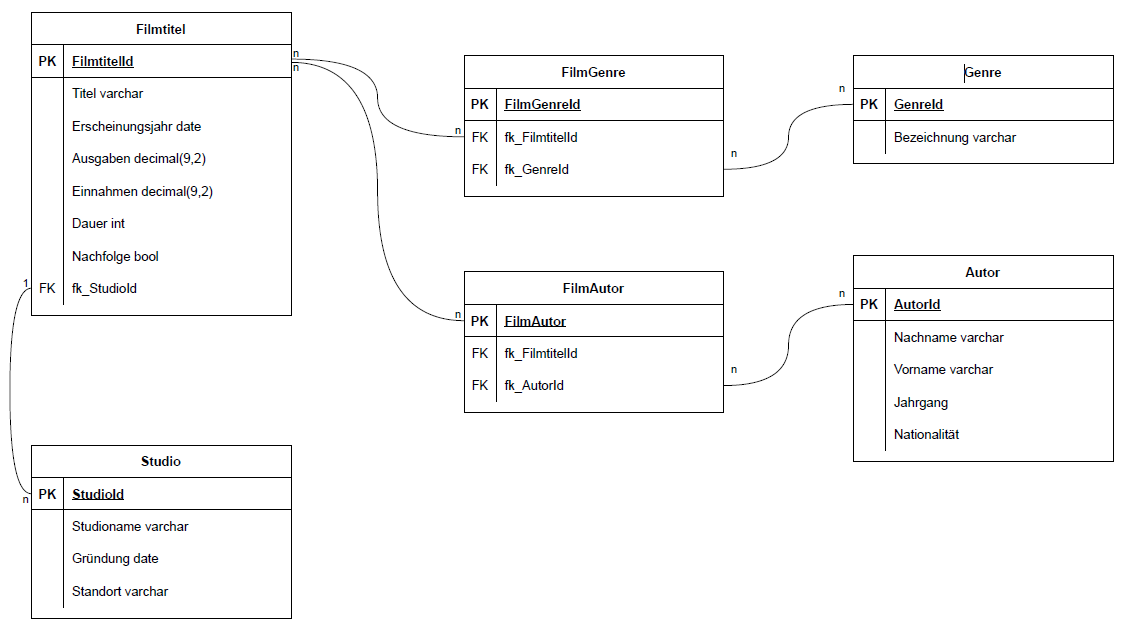 Filmtitel
PK FilmtitelId
Titel varchar
Erscheinungsjahr date
Ausgaben decimal(9,2)
Einnahmen decimal(9,2)
Dauer int
Nachfolge bool
FK fk_StudioId
n
n
1
n
Studio
PK StudioId
Studioname varchar
Gründung date
Standort varchar
FilmGenre
PK FilmGenreId
FK fk_FilmtitelId
FK fk_GenreId
n
n
FilmAutor
PK FilmAutor
FK fk_FilmtitelId
FK fk_AutorId
n
n
Genre
PK GenreId
Bezeichnung varchar
n
Autor
PK AutorId
Nachname varchar
Vorname varchar
Jahrgang
Nationalität
n